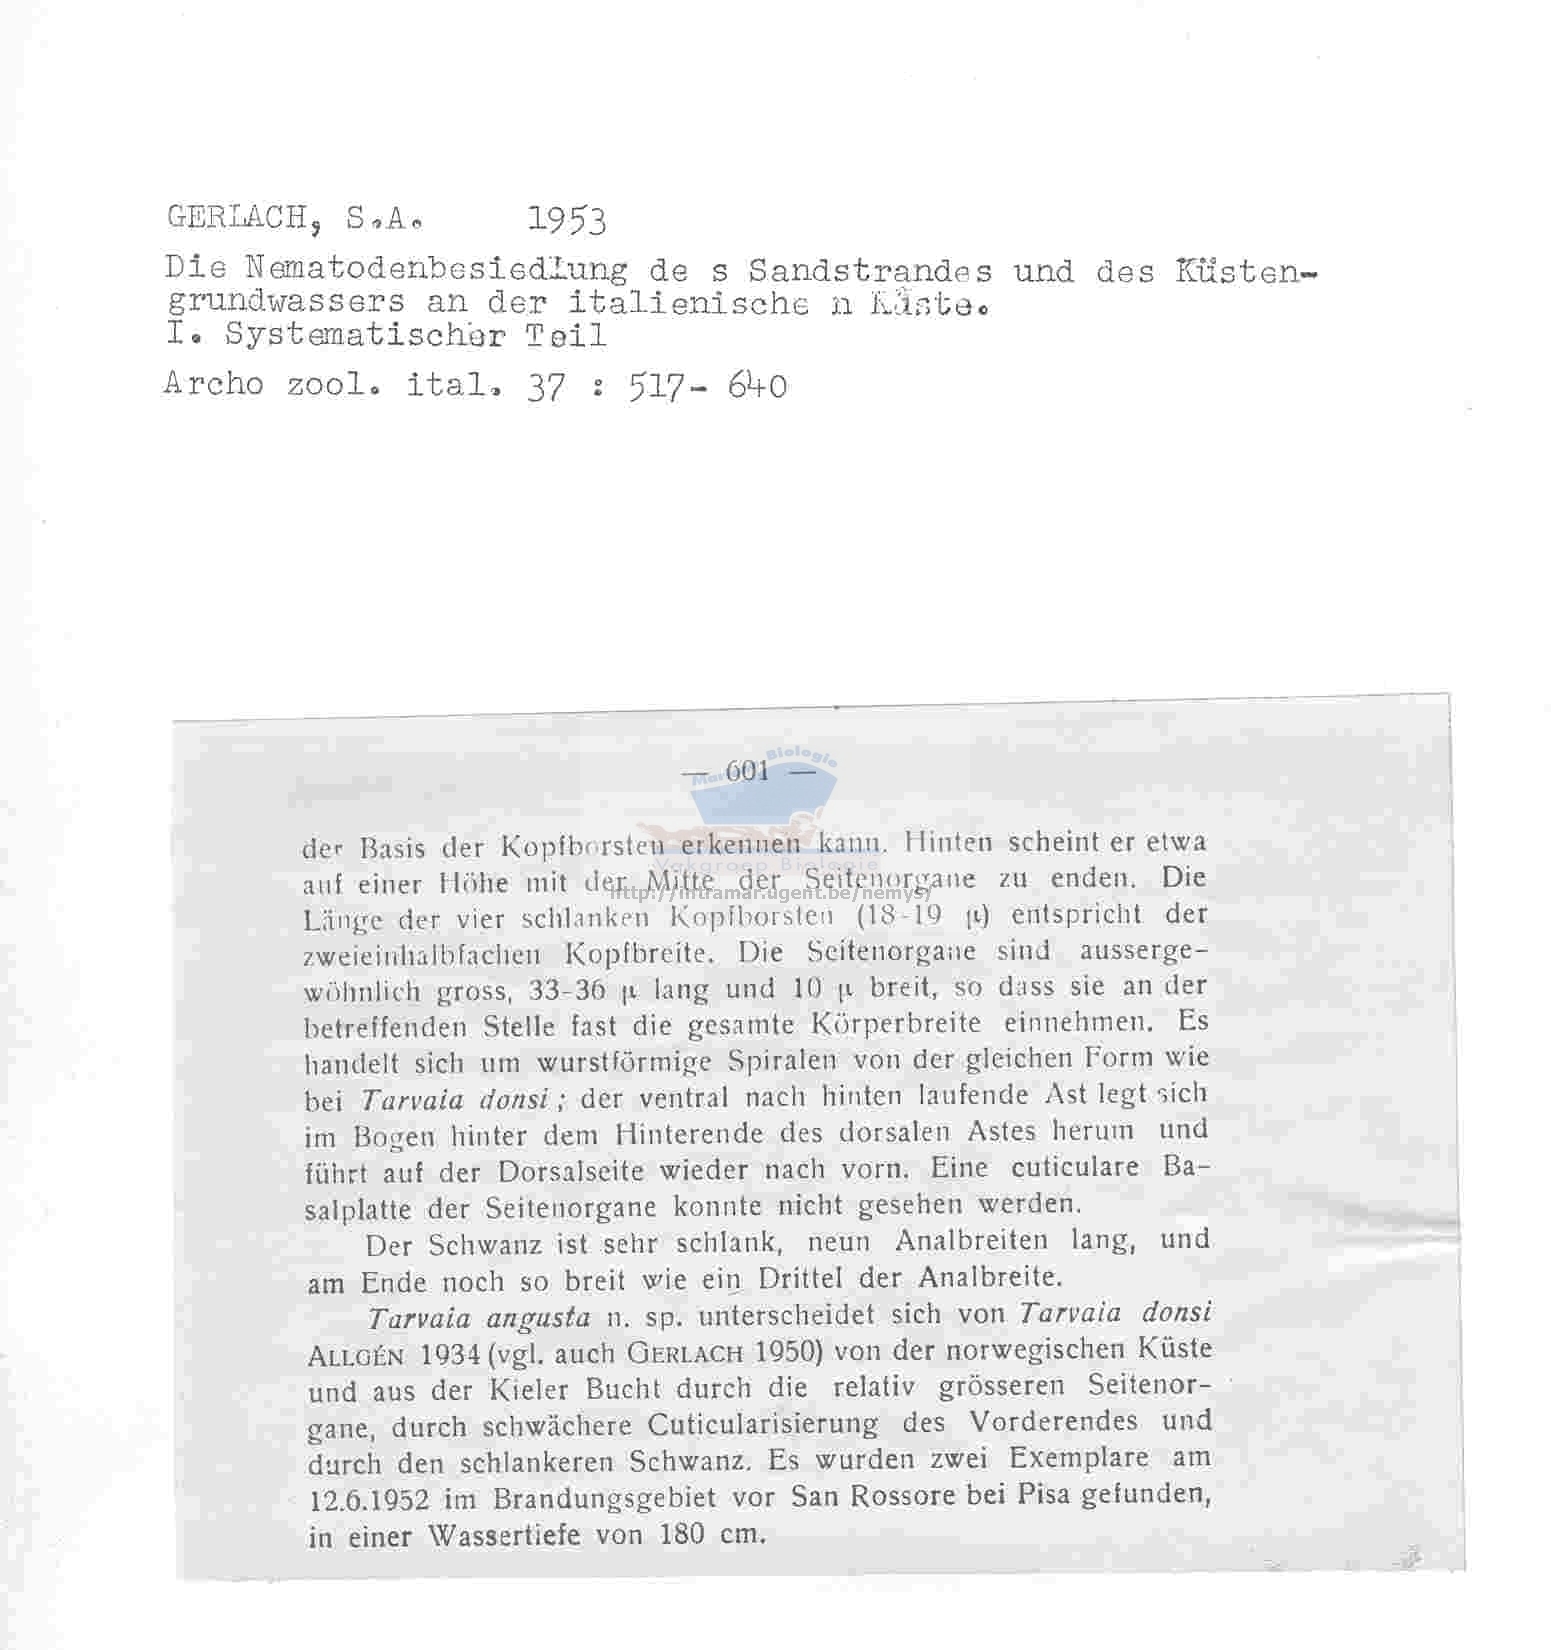 GERLACH, S.A. 1953
Die Nematodenbesiedlung de s Sandstrandes und des Küsten-
grundwassers an der italienische n Küste.
I. Systematischer Teil
Archo zool. ital. 37 : 517- 640
— 601 —
Marine Biologie
der Basis der Kopfborsten erkennen kann. Hinten scheint er etwa
Vakgroep Biologie
auf einer Höhe mit der Mitte der Seitenorgane zu enden. Die
http://intramar.ugent.be/nemys/
Länge der vier schlanken Kopfborsten (18-19 µ) entspricht der
zweieinhalbfachen Kopfbreite. Die Seitenorgane sind ausserge-
wöhnlich gross, 33-36 µ lang und 10 µ breit, so dass sie an der
betreffenden Stelle fast die gesamte Körperbreite einnehmen. Es
handelt sich um wurstförmige Spiralen von der gleichen Form wie
bei Tarvaia donsi ; der ventral nach hinten laufende Ast legt sich
im Bogen hinter dem Hinterende des dorsalen Astes herum und
führt auf der Dorsalseite wieder nach vorn. Eine cuticulare Ba-
salplatte der Seitenorgane konnte nicht gesehen werden.
Der Schwanz ist sehr schlank, neun Analbreiten lang, und
am Ende noch so breit wie ein Drittel der Analbreite.
Tarvaia angusta n. sp. unterscheidet sich von Tarvaia donsi
ALLGÉN 1934 (vgl. auch GERLACH 1950) von der norwegischen Küste
und aus der Kieler Bucht durch die relativ grösseren Seitenor-
gane, durch schwächere Cuticularisierung des Vorderendes und
durch den schlankeren Schwanz. Es wurden zwei Exemplare am
12.6.1952 im Brandungsgebiet vor San Rossore bei Pisa gefunden,
in einer Wassertiefe von 180 cm.